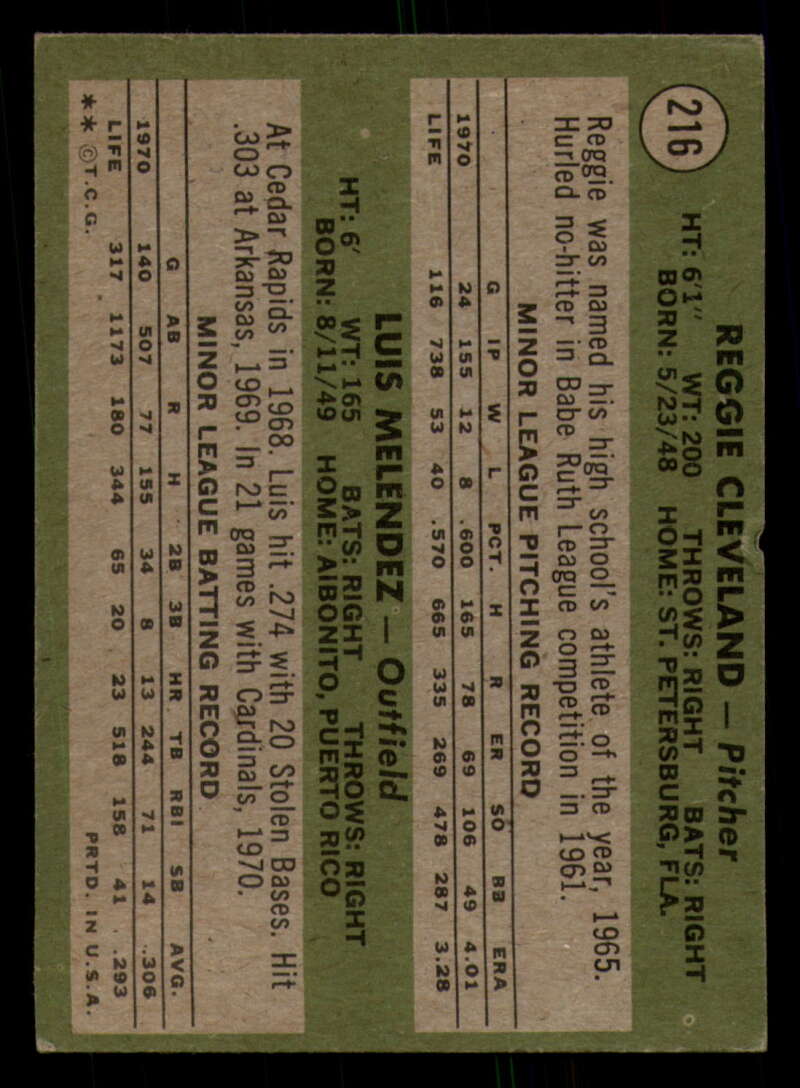 216
REGGIE CLEVELAND — Pitcher
HT: 6'1" WT: 200 THROWS: RIGHT BATS: RIGHT
BORN: 5/23/48 HOME: ST. PETERSBURG, FLA.
Reggie was named his high school's athlete of the year, 1965.
Hurled no-hitter in Babe Ruth League competition in 1961.
MINOR LEAGUE PITCHING RECORD
G IP W L PCT. H R ER SO BB ERA
1970 24 155 12 8 .600 165 78 69 106 49 4.01
LIFE 116 738 53 40 .570 665 335 269 478 287 3.28
LUIS MELENDEZ — Outfield
HT: 6' WT: 165 BATS: RIGHT THROWS: RIGHT
BORN: 8/11/49 HOME: AIBONITO, PUERTO RICO
At Cedar Rapids in 1968. Luis hit .274 with 20 Stolen Bases. Hit
.303 at Arkansas, 1969. In 21 games with Cardinals, 1970.
MINOR LEAGUE BATTING RECORD
G AB R H 2B 3B HR TB RBI SB AVG.
1970 140 507 77 155 34 8 13 244 71 14 .306
LIFE 317 1173 180 344 65 20 23 518 158 41 .293
** ©T.C.G. PRTD. IN U.S.A.